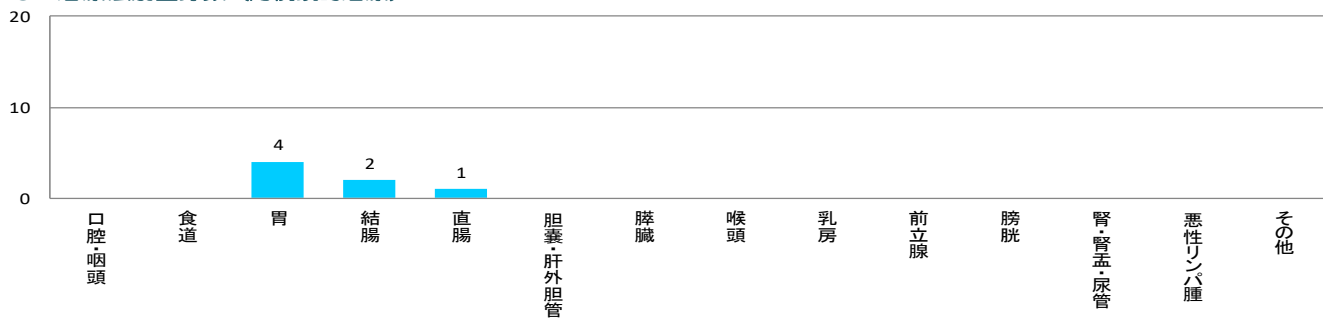 20
10
0
4
2
1
口腔・咽頭
食道
胃
結腸
直腸
胆嚢・肝外胆管
膵臓
喉頭
乳房
前立腺
膀胱
腎・腎盂・尿管
悪性リンパ腫
その他